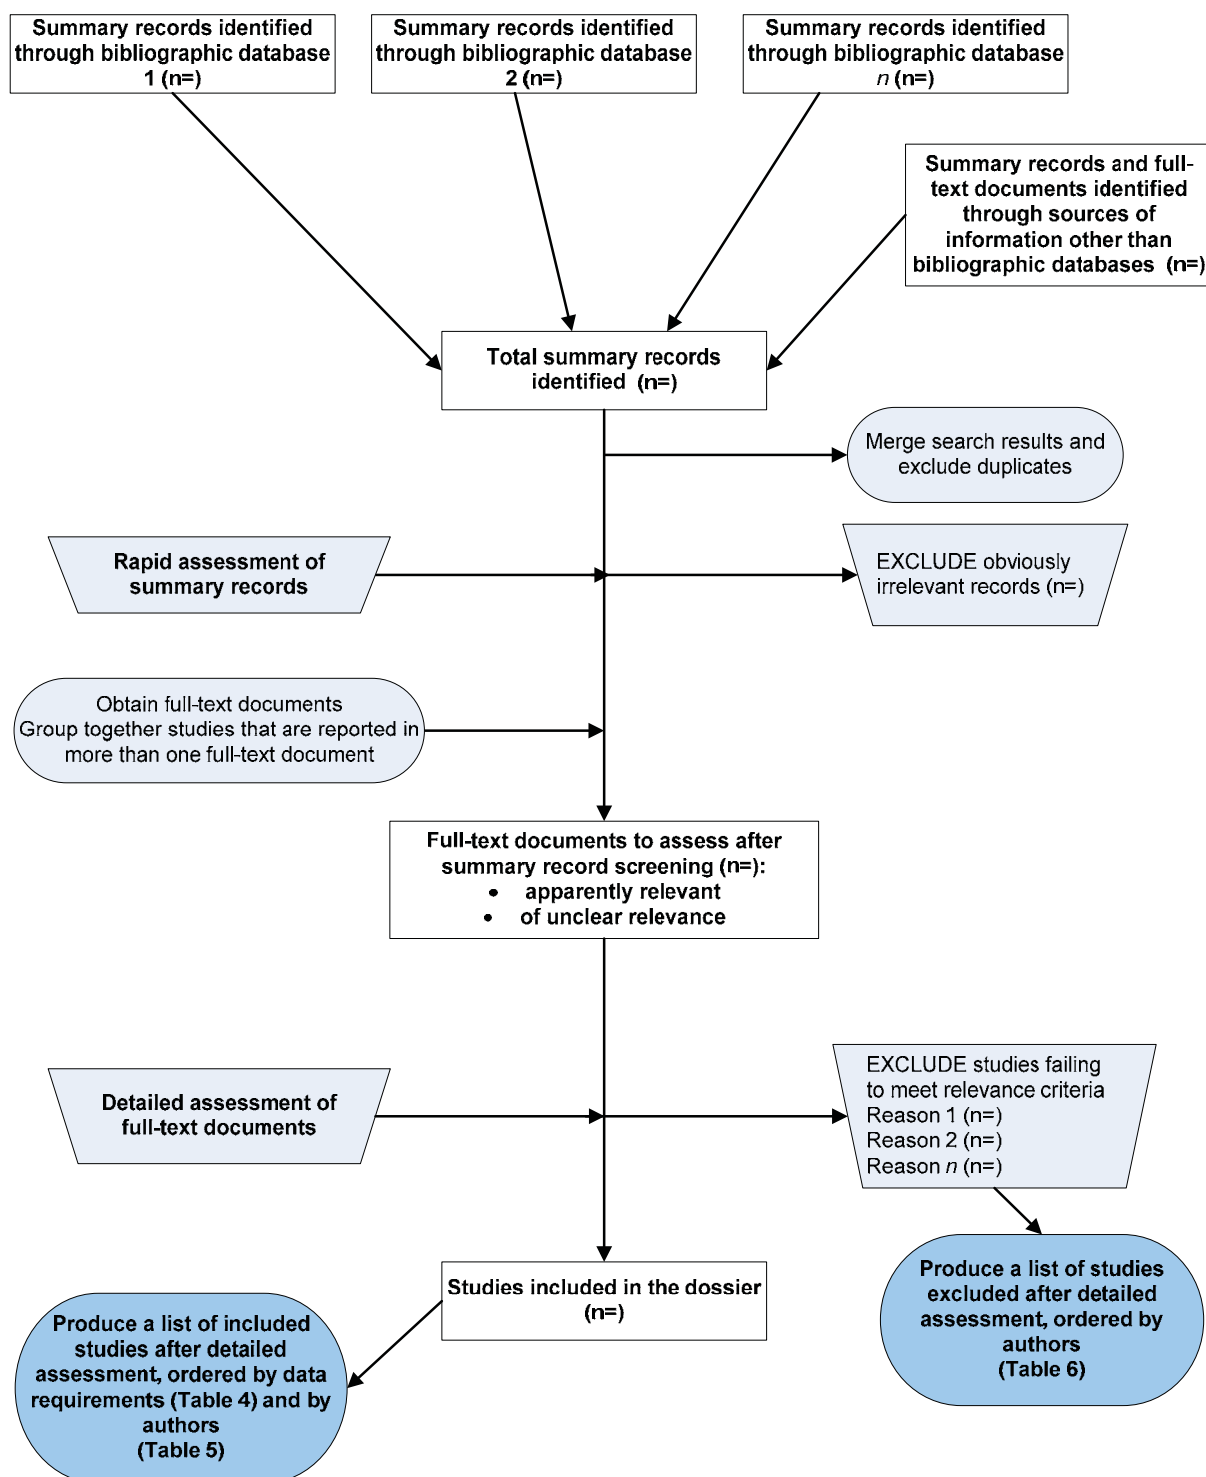 Summary records identified
through bibliographic database
1 (n=)
Summary records identified
through bibliographic database
2 (n=)
Summary records identified
through bibliographic database
n (n=)
Summary records and full-
text documents identified
through sources of
information other than
bibliographic databases (n=)
Total summary records
identified (n=)
Merge search results and
exclude duplicates
Rapid assessment of
summary records
EXCLUDE obviously
irrelevant records (n=)
Obtain full-text documents
Group together studies that are reported in
more than one full-text document
Full-text documents to assess after
summary record screening (n=):
• apparently relevant
• of unclear relevance
Detailed assessment of
full-text documents
EXCLUDE studies failing
to meet relevance criteria
Reason 1 (n=)
Reason 2 (n=)
Reason n (n=)
Studies included in the dossier
(n=)
Produce a list of studies
excluded after detailed
assessment, ordered by
authors
(Table 6)
Produce a list of included
studies after detailed
assessment, ordered by data
requirements (Table 4) and by
authors
(Table 5)